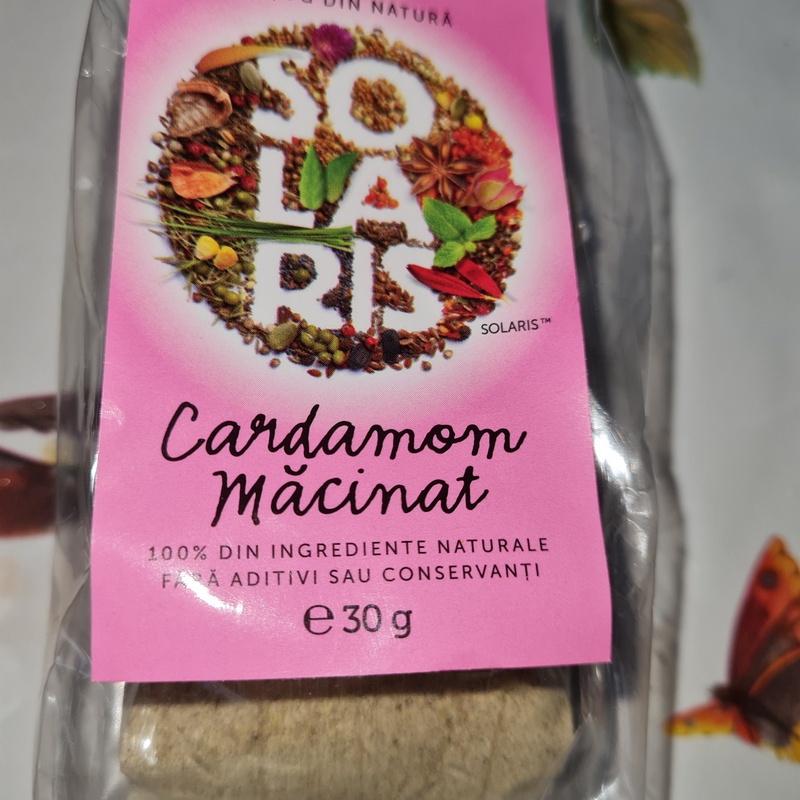 DIN NATURĂ
SO
LA
RIS
SOLARIS™
Cardamom
Măcinat
100% DIN INGREDIENTE NATURALE
FĂRĂ ADITIVI SAU CONSERVANȚI
℮ 30 g